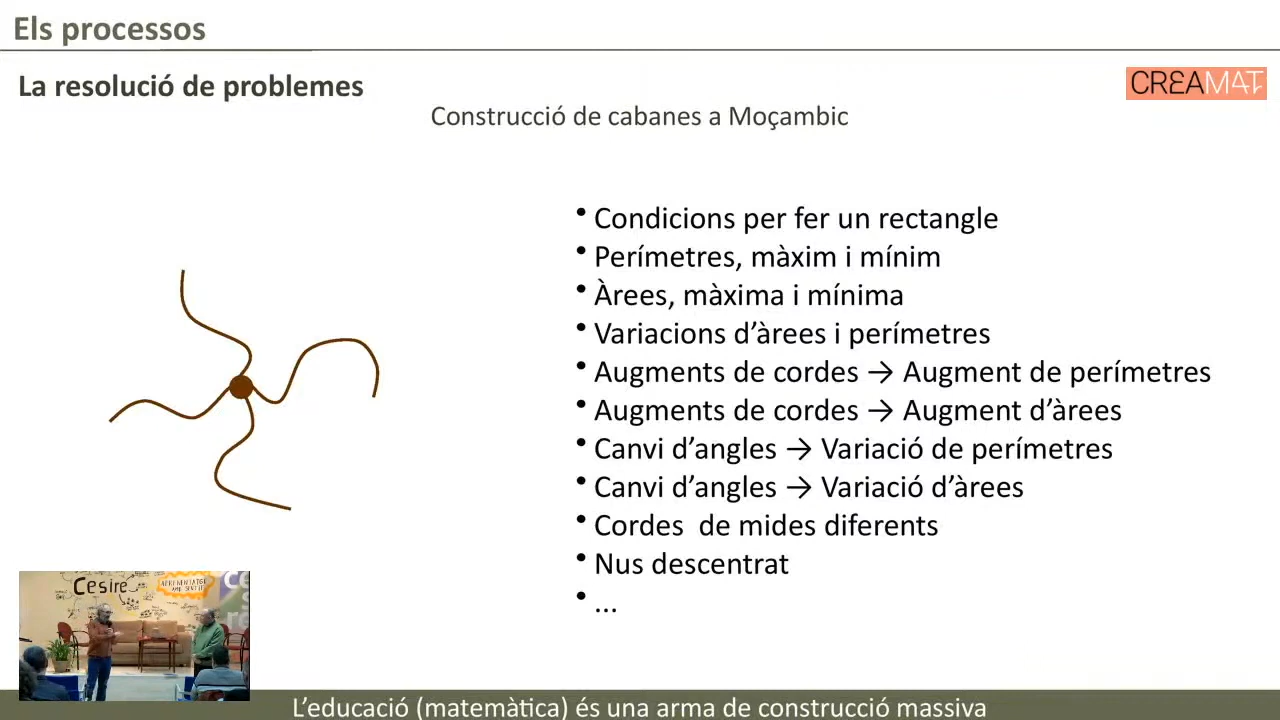 Els processos
La resolució de problemes
CREAMAT
Construcció de cabanes a Moçambic
• Condicions per fer un rectangle
• Perímetres, màxim i mínim
• Àrees, màxima i mínima
• Variacions d’àrees i perímetres
• Augments de cordes → Augment de perímetres
• Augments de cordes → Augment d’àrees
• Canvi d’angles → Variació de perímetres
• Canvi d’angles → Variació d’àrees
• Cordes  de mides diferents
• Nus descentrat
• ...
Cesire
APRENENTATGE
AMB SENTIT
L’educació (matemàtica) és una arma de construcció massiva